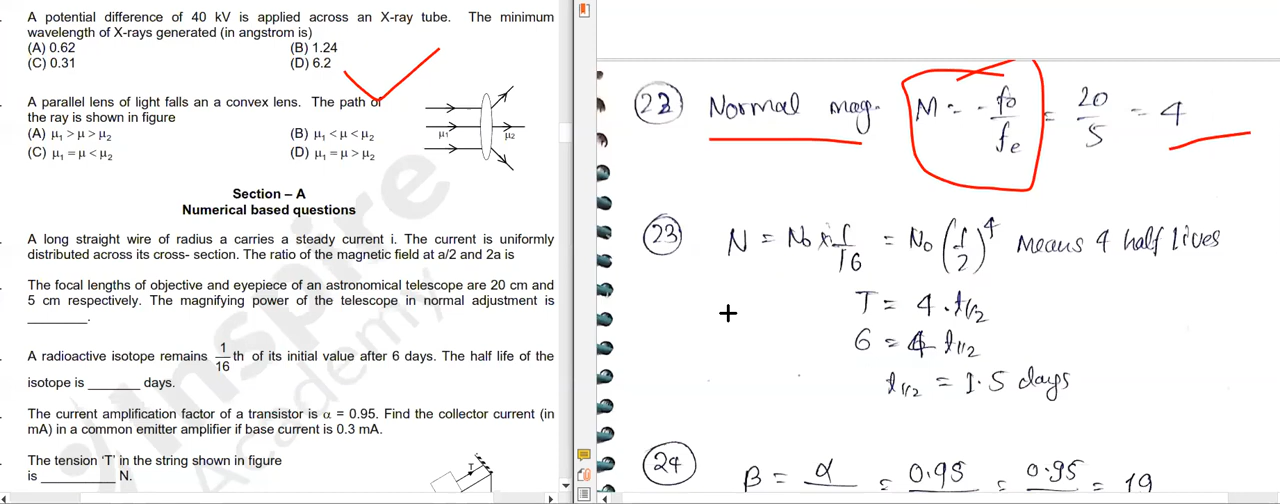 A potential difference of 40 kV is applied across an X-ray tube. The minimum
wavelength of X-rays generated (in angstrom is)
(A) 0.62 (B) 1.24
(C) 0.31 (D) 6.2
A parallel lens of light falls an a convex lens. The path of
the ray is shown in figure
(A) μ₁ > μ > μ₂ (B) μ₁ < μ < μ₂
(C) μ₁ = μ < μ₂ (D) μ₁ = μ > μ₂
μ₁ μ₂
Section – A
Numerical based questions
A long straight wire of radius a carries a steady current i. The current is uniformly
distributed across its cross- section. The ratio of the magnetic field at a/2 and 2a is
The focal lengths of objective and eyepiece of an astronomical telescope are 20 cm and
5 cm respectively. The magnifying power of the telescope in normal adjustment is
________.
A radioactive isotope remains 1/16 th of its initial value after 6 days. The half life of the
isotope is _______ days.
The current amplification factor of a transistor is α = 0.95. Find the collector current (in
mA) in a common emitter amplifier if base current is 0.3 mA.
The tension 'T' in the string shown in figure
is _____________ N.
T
Inspire
Academy
(22) Normal mag. M = - fo/fe = 20/5 = 4
(23) N = No × 1/16 = No (1/2)^4 Means 4 half lives
T = 4 . t1/2
6 = 4 t1/2
t1/2 = 1.5 days
(24) β = α = 0.95 = 0.95 = 19